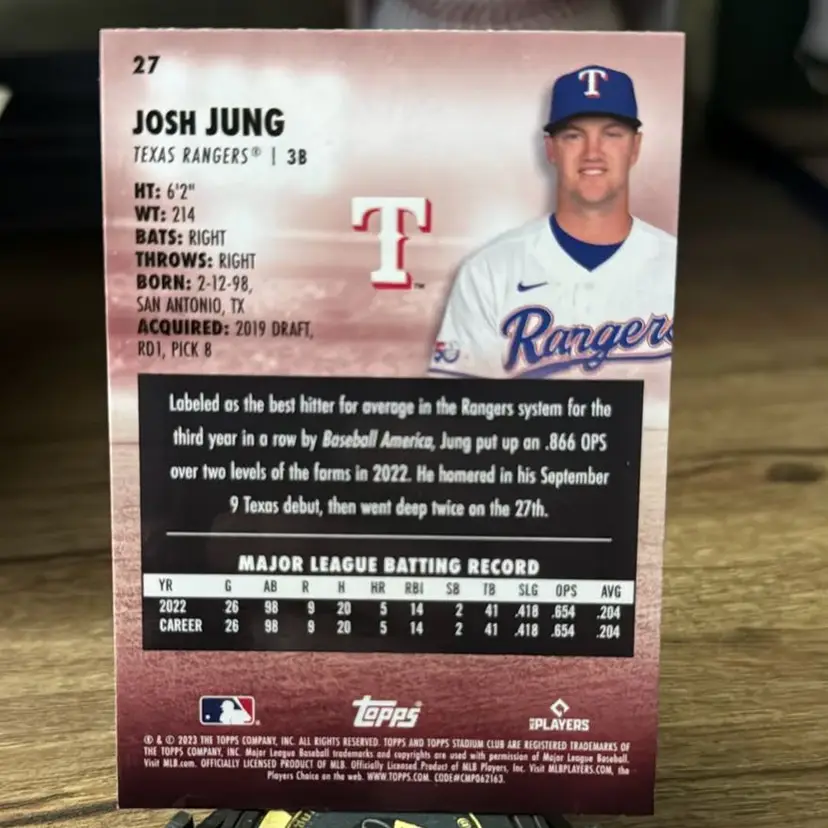 27
JOSH JUNG
TEXAS RANGERS® | 3B
HT: 6'2"
WT: 214
BATS: RIGHT
THROWS: RIGHT
BORN: 2-12-98,
SAN ANTONIO, TX
ACQUIRED: 2019 DRAFT,
RD1, PICK 8
T
T™
Rangers
50
Labeled as the best hitter for average in the Rangers system for the
third year in a row by Baseball America, Jung put up an .866 OPS
over two levels of the farms in 2022. He homered in his September
9 Texas debut, then went deep twice on the 27th.
MAJOR LEAGUE BATTING RECORD
YR G AB R H HR RBI SB TB SLG OPS AVG
2022 26 98 9 20 5 14 2 41 .418 .654 .204
CAREER 26 98 9 20 5 14 2 41 .418 .654 .204
topps®
MLB PLAYERS
® & © 2023 THE TOPPS COMPANY, INC. ALL RIGHTS RESERVED. TOPPS AND TOPPS STADIUM CLUB ARE REGISTERED TRADEMARKS OF
THE TOPPS COMPANY, INC. Major League Baseball trademarks and copyrights are used with permission of Major League Baseball.
Visit MLB.com. OFFICIALLY LICENSED PRODUCT OF MLB. Officially Licensed Product of MLB Players, Inc. Visit MLBPLAYERS.COM, the
Players Choice on the web. WWW.TOPPS.COM. CODE#CMP062163.